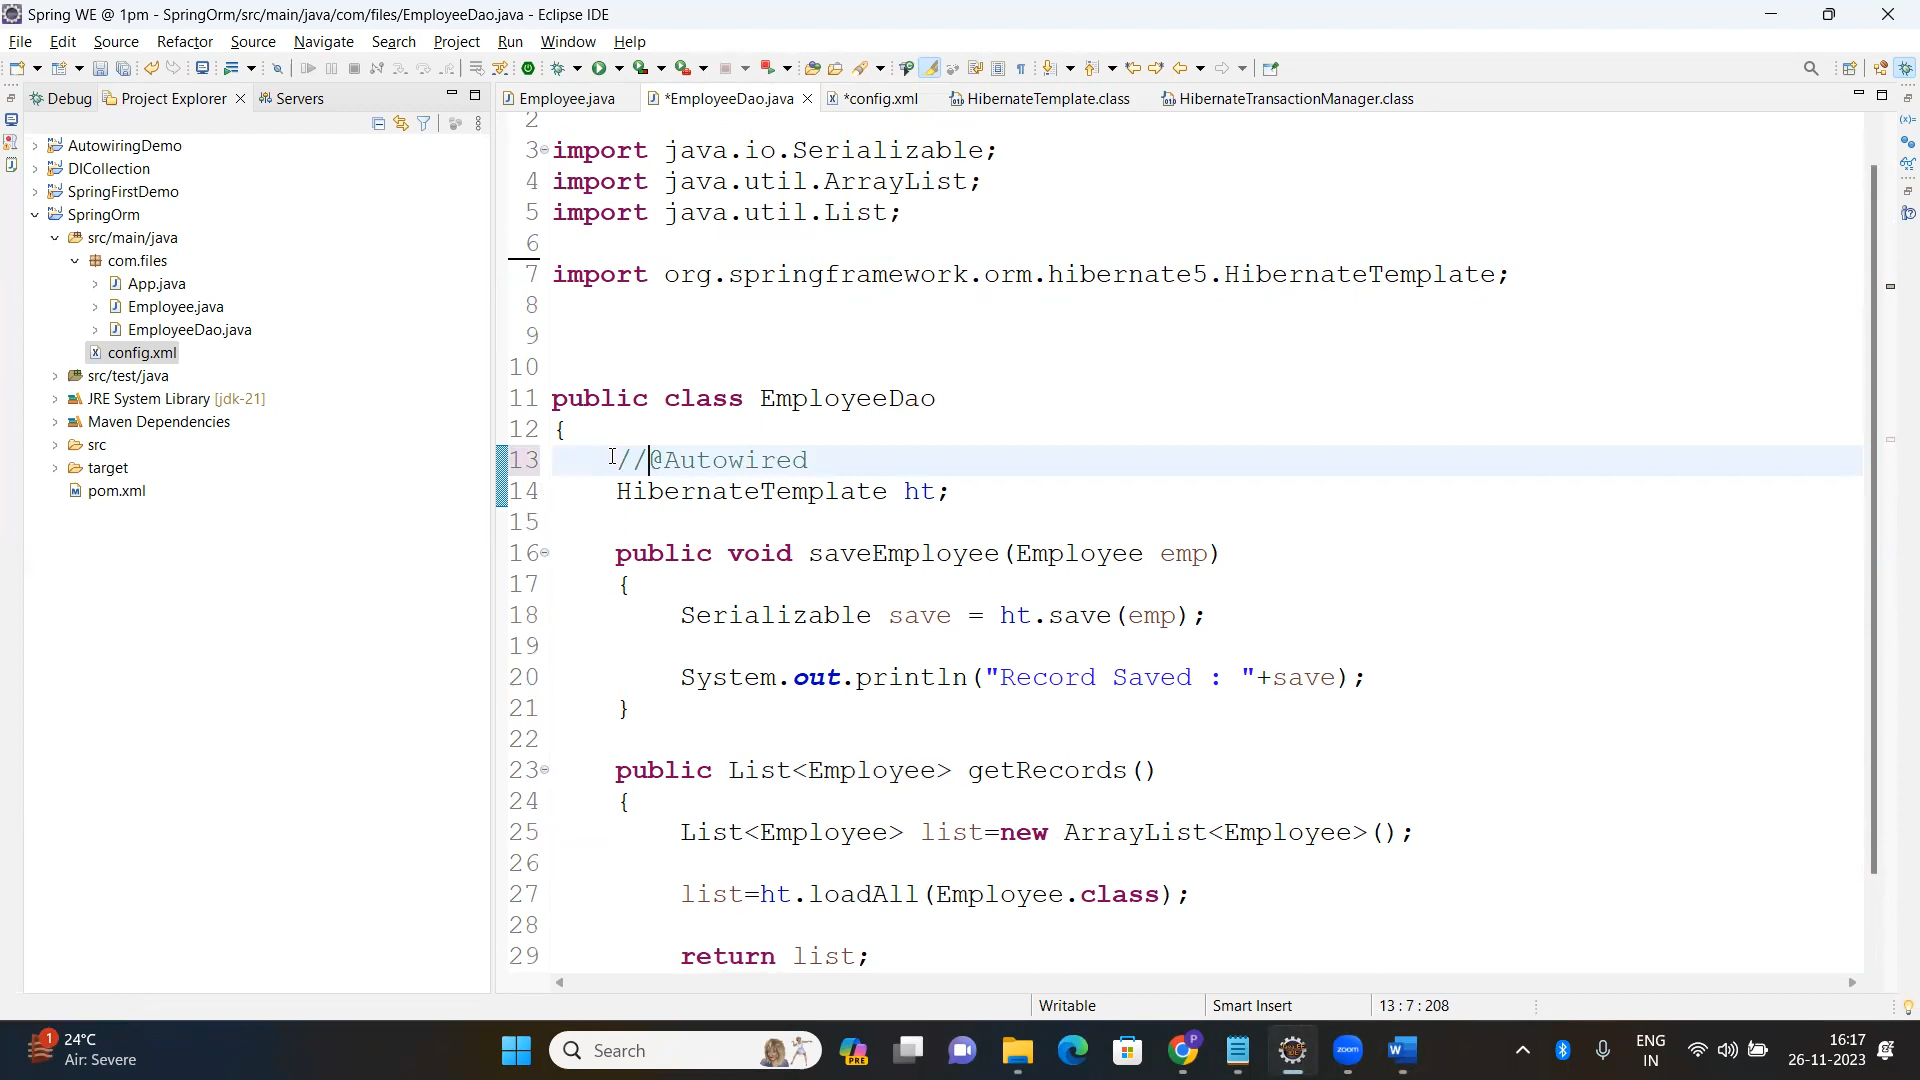 Spring WE @ 1pm - SpringOrm/src/main/java/com/files/EmployeeDao.java - Eclipse IDE
File Edit Source Refactor Source Navigate Search Project Run Window Help
Debug Project Explorer Servers
Employee.java *EmployeeDao.java *config.xml HibernateTemplate.class HibernateTransactionManager.class
AutowiringDemo
DICollection
SpringFirstDemo
SpringOrm
src/main/java
com.files
App.java
Employee.java
EmployeeDao.java
config.xml
src/test/java
JRE System Library [jdk-21]
Maven Dependencies
src
target
pom.xml
2
3 import java.io.Serializable;
4 import java.util.ArrayList;
5 import java.util.List;
6
7 import org.springframework.orm.hibernate5.HibernateTemplate;
8
9
10
11 public class EmployeeDao
12 {
13 //@Autowired
14 HibernateTemplate ht;
15
16 public void saveEmployee(Employee emp)
17 {
18 Serializable save = ht.save(emp);
19
20 System.out.println("Record Saved : "+save);
21 }
22
23 public List<Employee> getRecords()
24 {
25 List<Employee> list=new ArrayList<Employee>();
26
27 list=ht.loadAll(Employee.class);
28
29 return list;
Writable Smart Insert 13 : 7 : 208
1
24°C
Air: Severe
Search
PRE
P
zoom
W
ENG
IN
16:17
26-11-2023